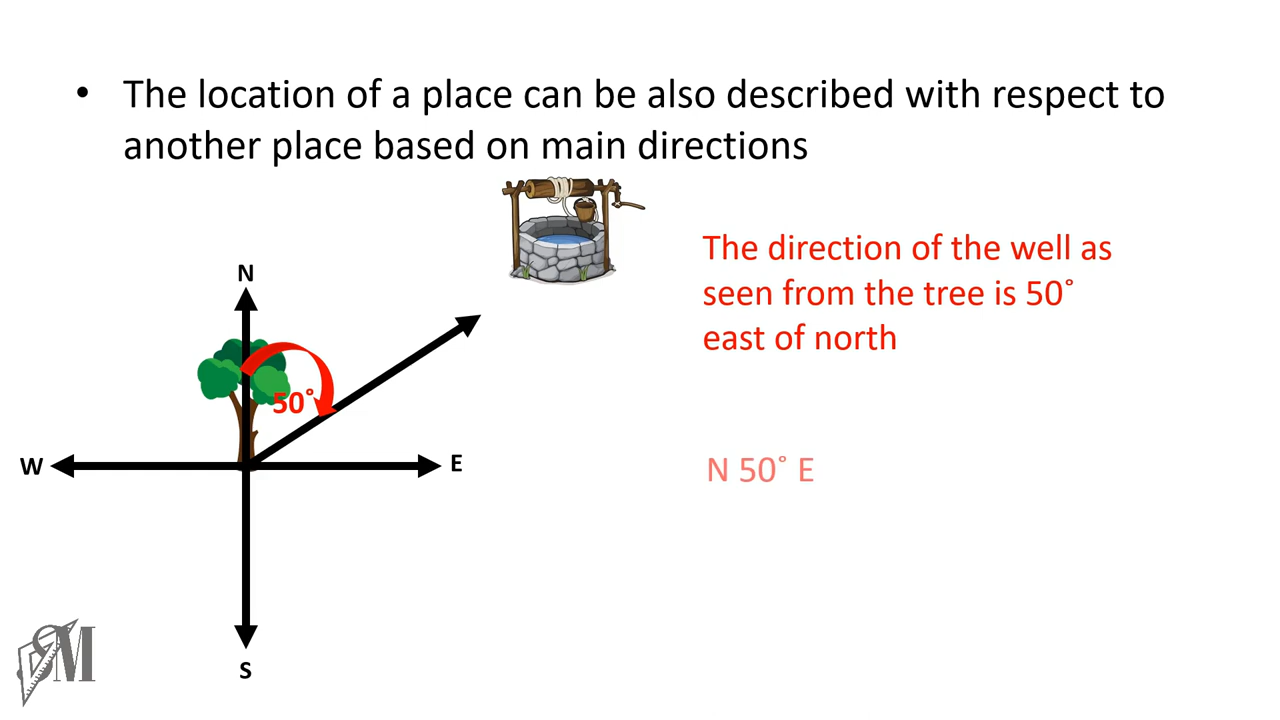 • The location of a place can be also described with respect to
another place based on main directions
The direction of the well as
seen from the tree is 50˚
east of north
N
50˚
W
E
N 50˚ E
S
SM